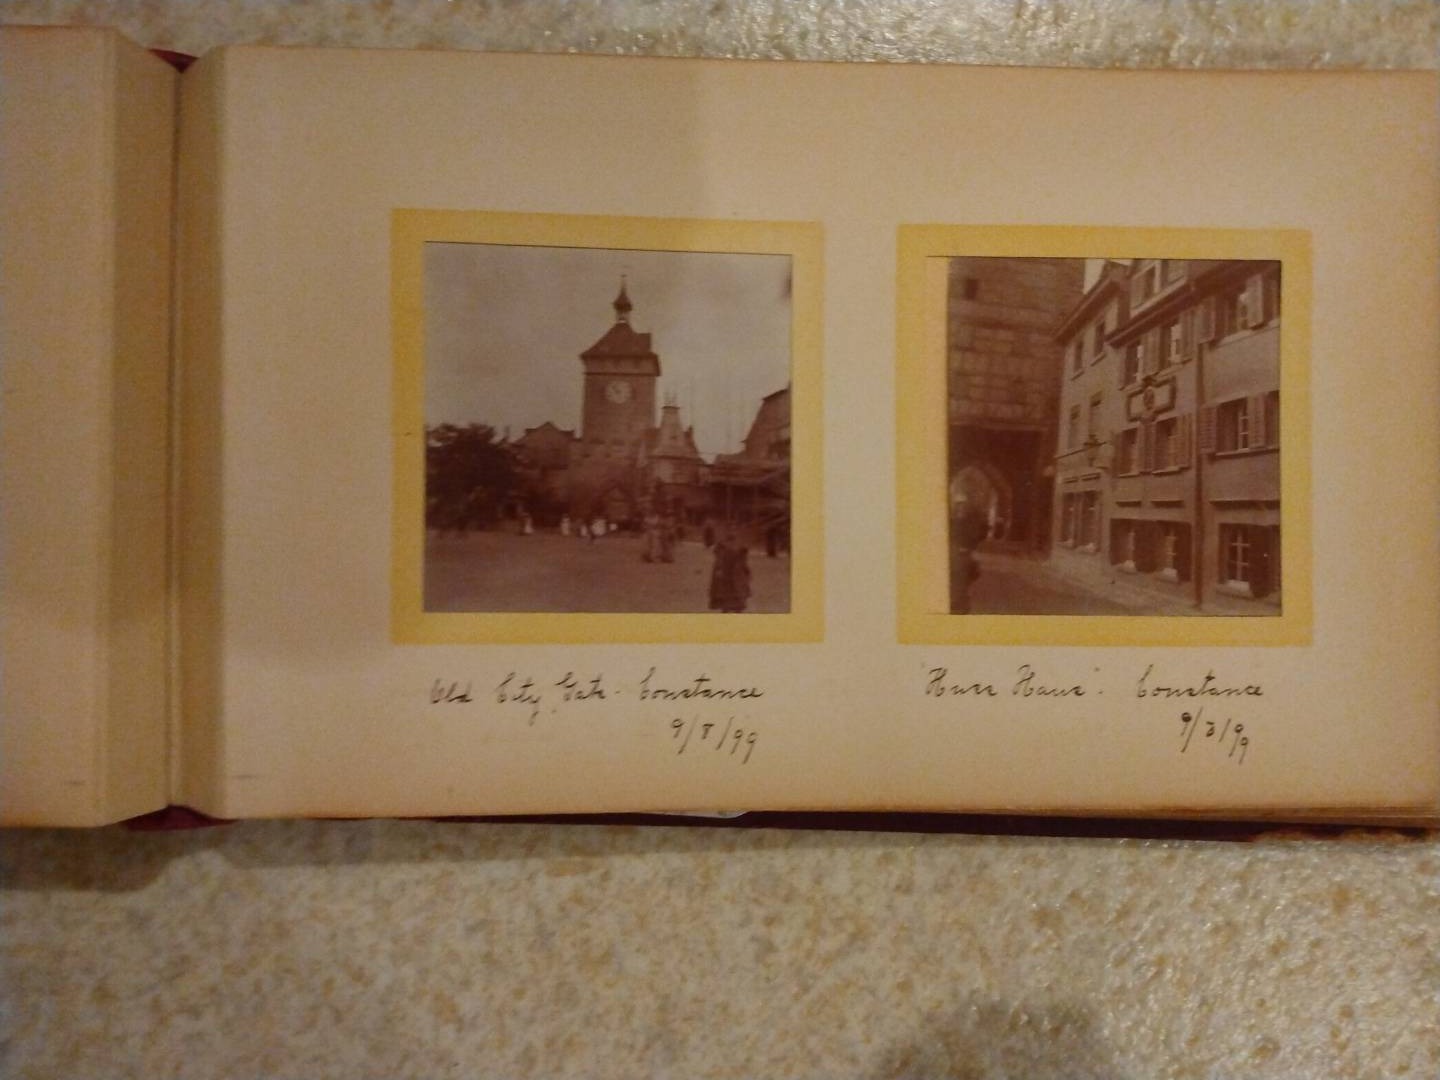 Old City Gate - Constance
9/8/99
"Huss Haus". Constance
9/8/99